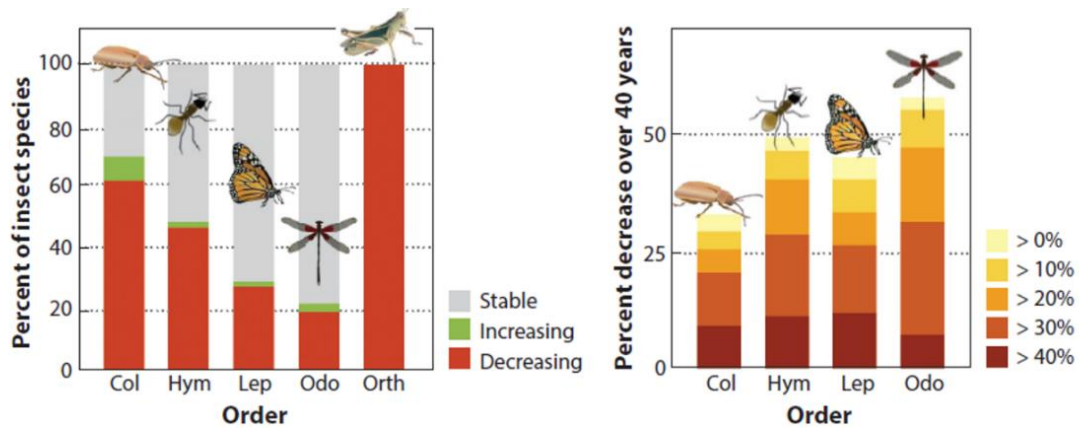 Percent of insect species
100
80
60
40
20
0
Col Hym Lep Odo Orth
Order
Stable
Increasing
Decreasing
Percent decrease over 40 years
50
25
0
Col Hym Lep Odo
Order
> 0%
> 10%
> 20%
> 30%
> 40%